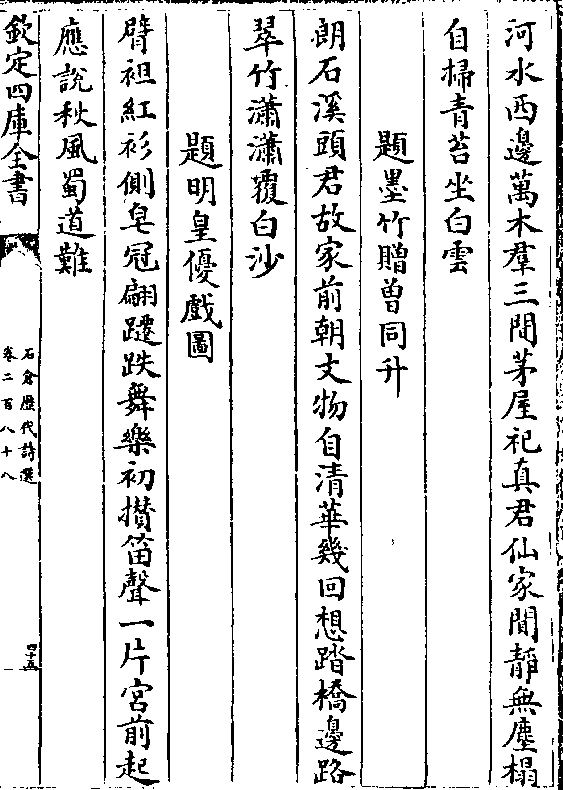 河水西邊萬木羣三間茅屋祀真君仙家閒靜無塵榻
自掃青苔坐白雲
題墨竹贈曽同升
朗石溪頭君故家前朝文物自清華幾回想踏橋邊路
翠竹瀟瀟覆白沙
題明皇優戲圖
臂袒紅衫側皂冠翩躚跌舞樂初攅笛聲一片宮前起
應說秋風蜀道難
欽定四庫全書
石倉歴代詩選
卷二百八十八
四十五